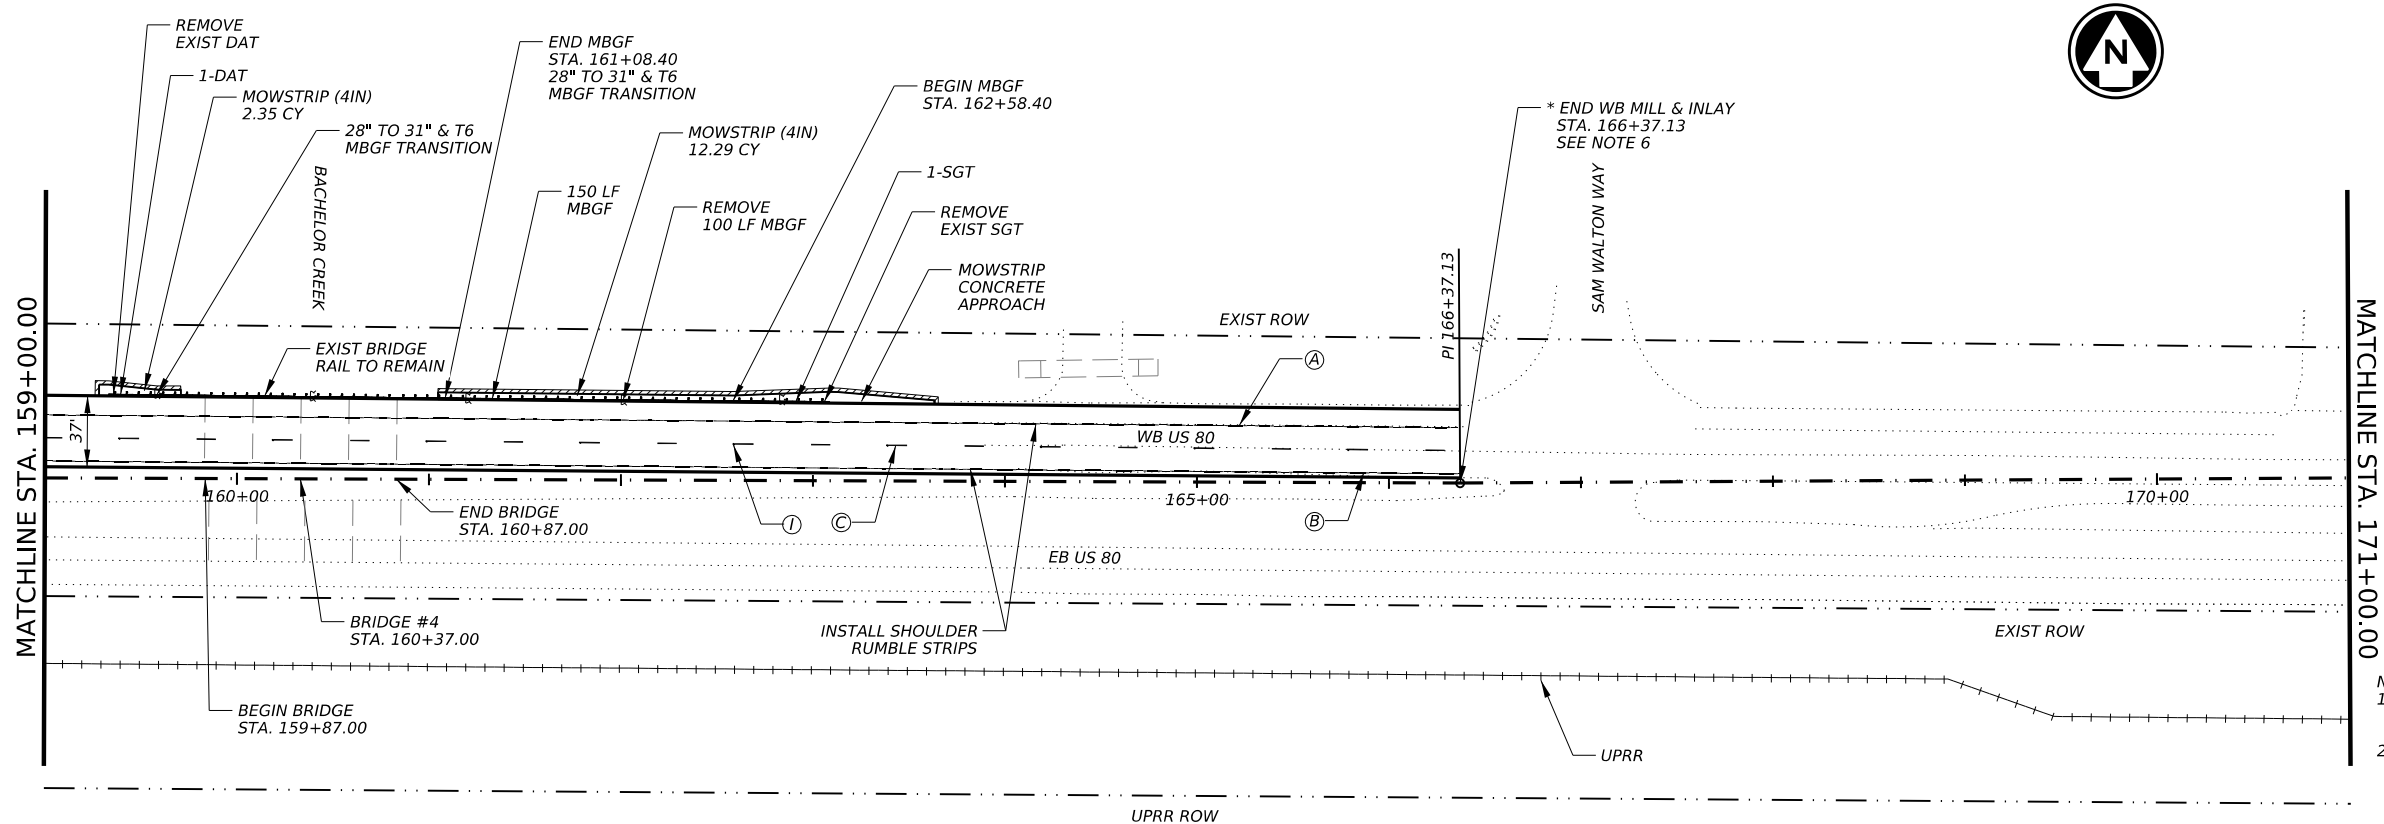 REMOVE
EXIST DAT
1-DAT
MOWSTRIP (4IN)
2.35 CY
28" TO 31" & T6
MBGF TRANSITION
BACHELOR CREEK
END MBGF
STA. 161+08.40
28" TO 31" & T6
MBGF TRANSITION
150 LF
MBGF
MOWSTRIP (4IN)
12.29 CY
REMOVE
100 LF MBGF
BEGIN MBGF
STA. 162+58.40
1-SGT
REMOVE
EXIST SGT
MOWSTRIP
CONCRETE
APPROACH
* END WB MILL & INLAY
STA. 166+37.13
SEE NOTE 6
SAM WALTON WAY
PI 166+37.13
N
MATCHLINE STA. 159+00.00
MATCHLINE STA. 171+00.00
EXIST ROW
EXIST BRIDGE
RAIL TO REMAIN
A
37'
WB US 80
160+00
165+00
170+00
END BRIDGE
STA. 160+87.00
I
C
B
EB US 80
BRIDGE #4
STA. 160+37.00
INSTALL SHOULDER
RUMBLE STRIPS
EXIST ROW
BEGIN BRIDGE
STA. 159+87.00
UPRR
UPRR ROW